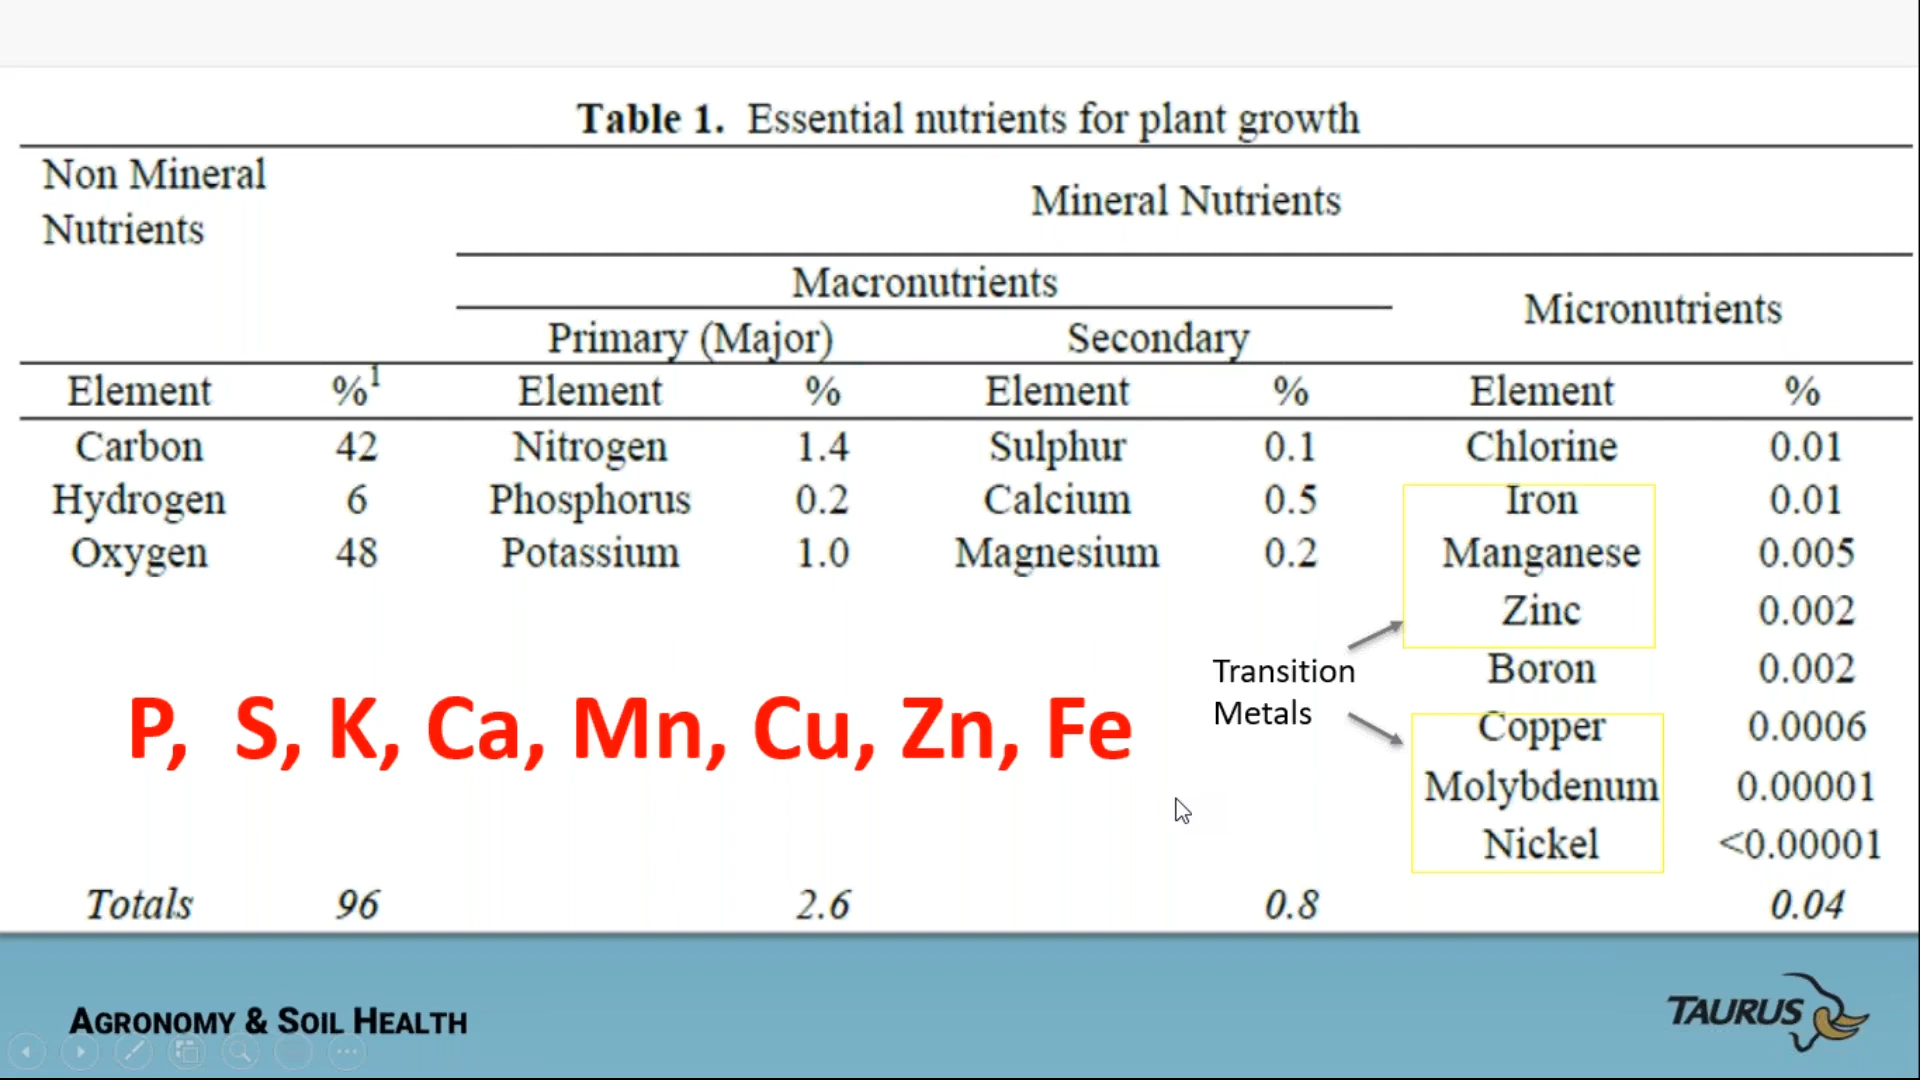 Table 1. Essential nutrients for plant growth
Non Mineral
Nutrients
Mineral Nutrients
Macronutrients
Micronutrients
Primary (Major) Secondary
Element %1 Element % Element % Element %
Carbon 42 Nitrogen 1.4 Sulphur 0.1 Chlorine 0.01
Hydrogen 6 Phosphorus 0.2 Calcium 0.5 Iron 0.01
Oxygen 48 Potassium 1.0 Magnesium 0.2 Manganese 0.005
Zinc 0.002
Transition
Metals
Boron 0.002
P, S, K, Ca, Mn, Cu, Zn, Fe
Copper 0.0006
Molybdenum 0.00001
Nickel <0.00001
Totals 96 2.6 0.8 0.04
AGRONOMY & SOIL HEALTH
TAURUS